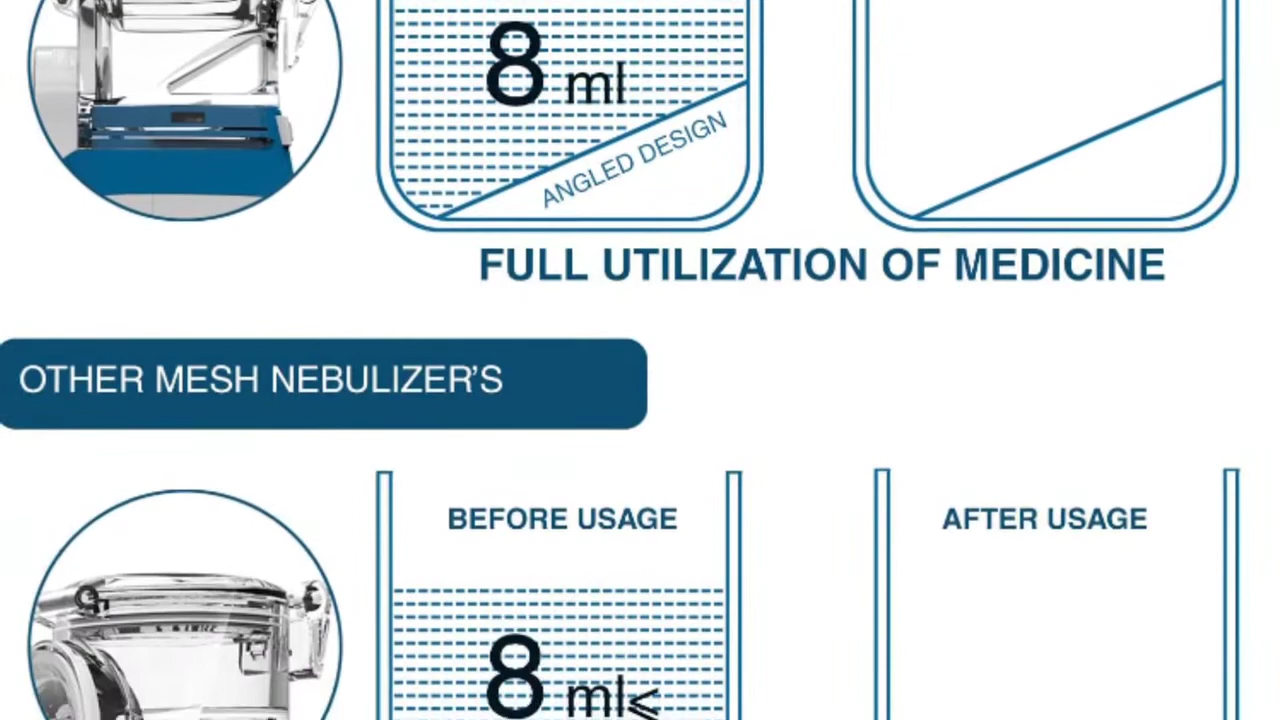 8 ml
ANGLED DESIGN
FULL UTILIZATION OF MEDICINE
OTHER MESH NEBULIZER’S
BEFORE USAGE
AFTER USAGE
8 ml<